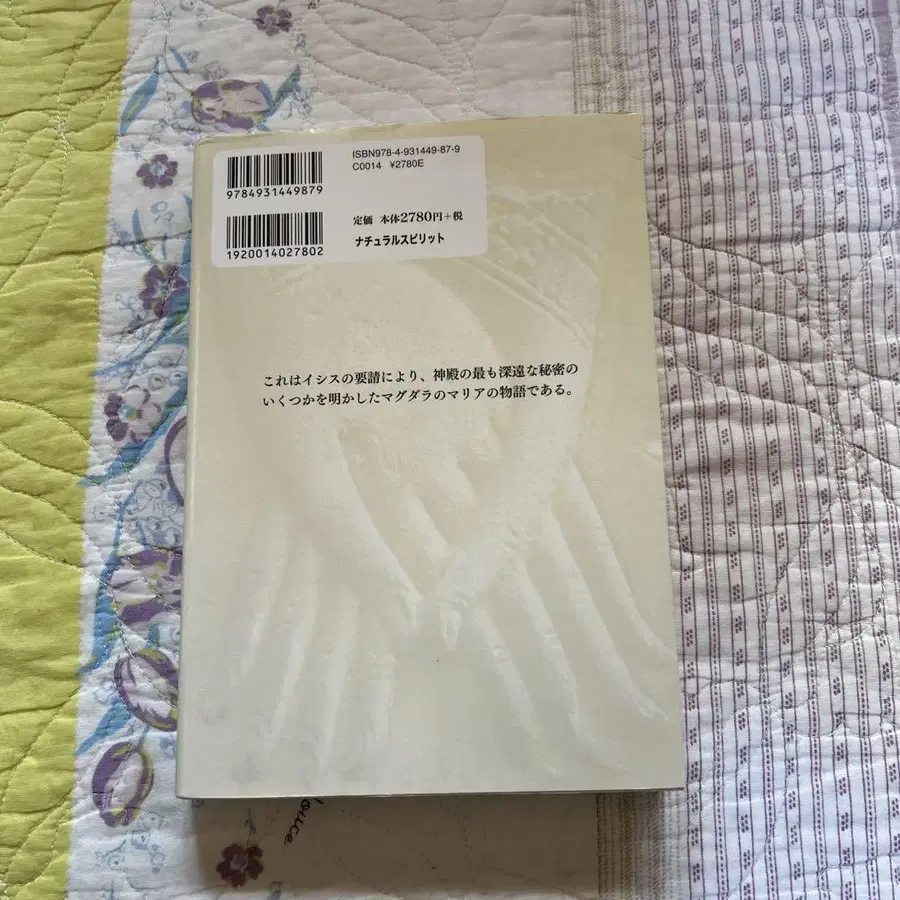 ISBN978-4-931449-87-9
C0014 ¥2780E
9784931449879
定価 本体2780円+税
ナチュラルスピリット
1920014027802
これはイシスの要請により、神殿の最も深遠な秘密の
いくつかを明かしたマグダラのマリアの物語である。